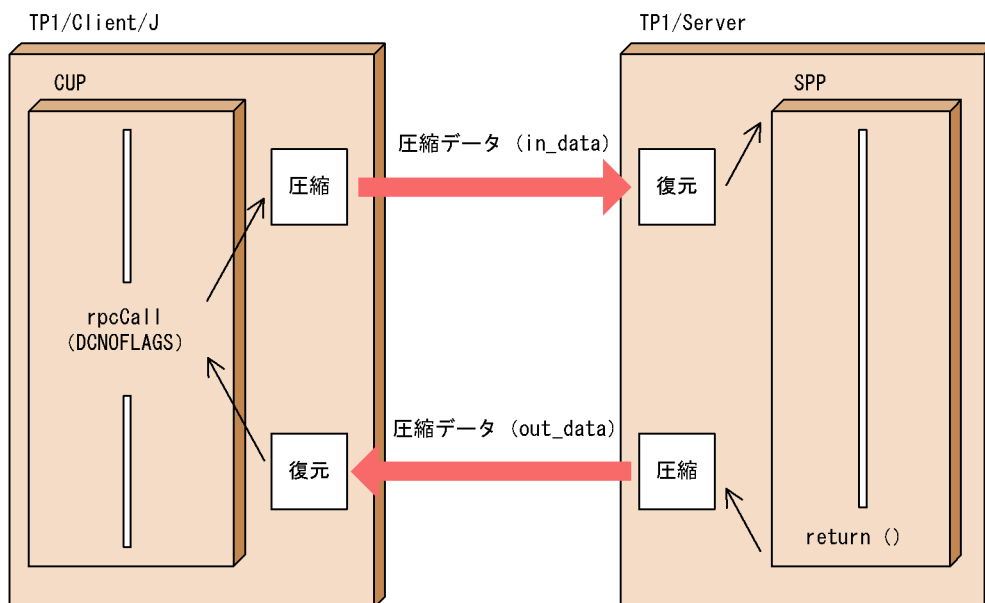 TP1/Client/J
TP1/Server
CUP
SPP
圧縮データ (in_data)
圧縮
復元
rpcCall
(DCNOFLAGS)
圧縮データ (out_data)
復元
圧縮
return ()